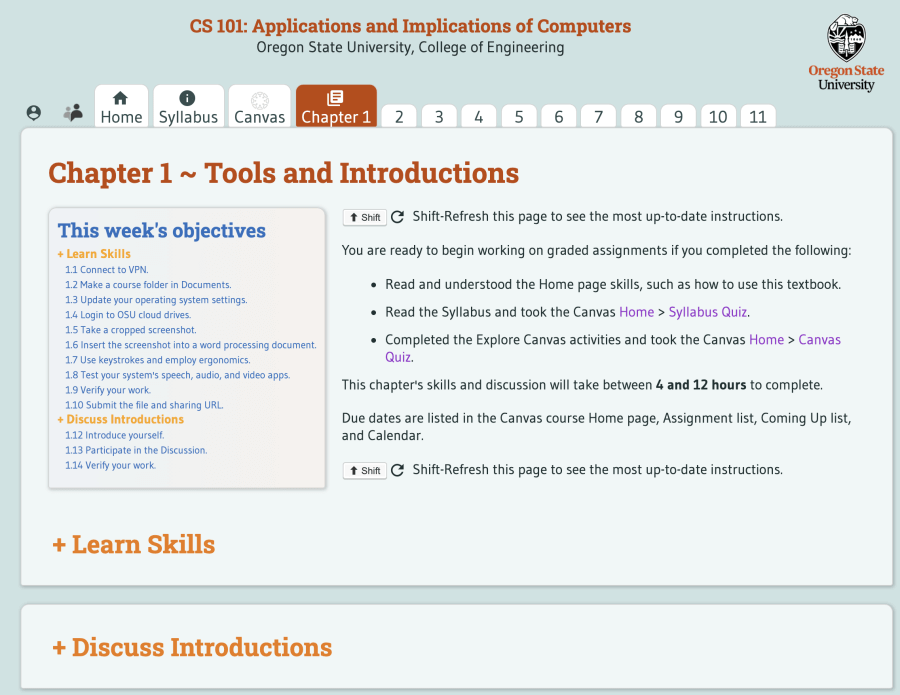 CS 101: Applications and Implications of Computers
Oregon State University, College of Engineering
Oregon State
University
Home
Syllabus
Canvas
Chapter 1
2
3
4
5
6
7
8
9
10
11
Chapter 1 ~ Tools and Introductions
This week's objectives
+ Learn Skills
1.1 Connect to VPN.
1.2 Make a course folder in Documents.
1.3 Update your operating system settings.
1.4 Login to OSU cloud drives.
1.5 Take a cropped screenshot.
1.6 Insert the screenshot into a word processing document.
1.7 Use keystrokes and employ ergonomics.
1.8 Test your system's speech, audio, and video apps.
1.9 Verify your work.
1.10 Submit the file and sharing URL.
+ Discuss Introductions
1.12 Introduce yourself.
1.13 Participate in the Discussion.
1.14 Verify your work.
Shift Shift-Refresh this page to see the most up-to-date instructions.
You are ready to begin working on graded assignments if you completed the following:
• Read and understood the Home page skills, such as how to use this textbook.
• Read the Syllabus and took the Canvas Home > Syllabus Quiz.
• Completed the Explore Canvas activities and took the Canvas Home > Canvas
Quiz.
This chapter's skills and discussion will take between 4 and 12 hours to complete.
Due dates are listed in the Canvas course Home page, Assignment list, Coming Up list,
and Calendar.
Shift Shift-Refresh this page to see the most up-to-date instructions.
+ Learn Skills
+ Discuss Introductions